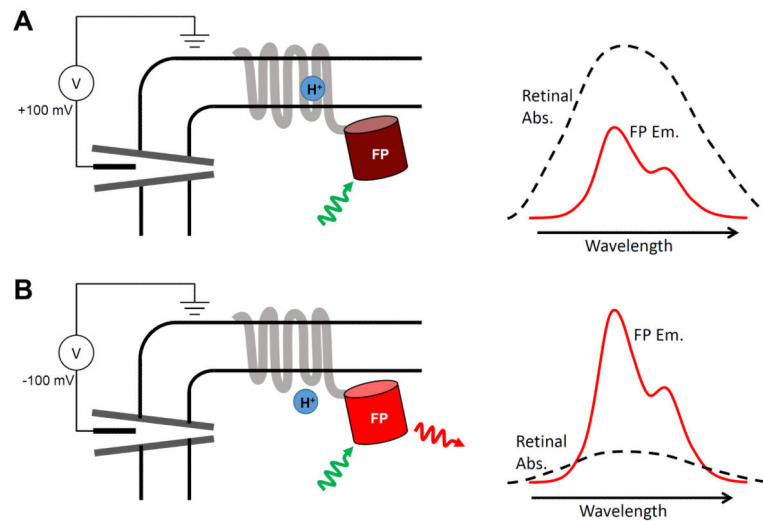 A
V
+100 mV
H+
FP
Retinal
Abs.
FP Em.
Wavelength
B
V
-100 mV
H+
FP
FP Em.
Retinal
Abs.
Wavelength